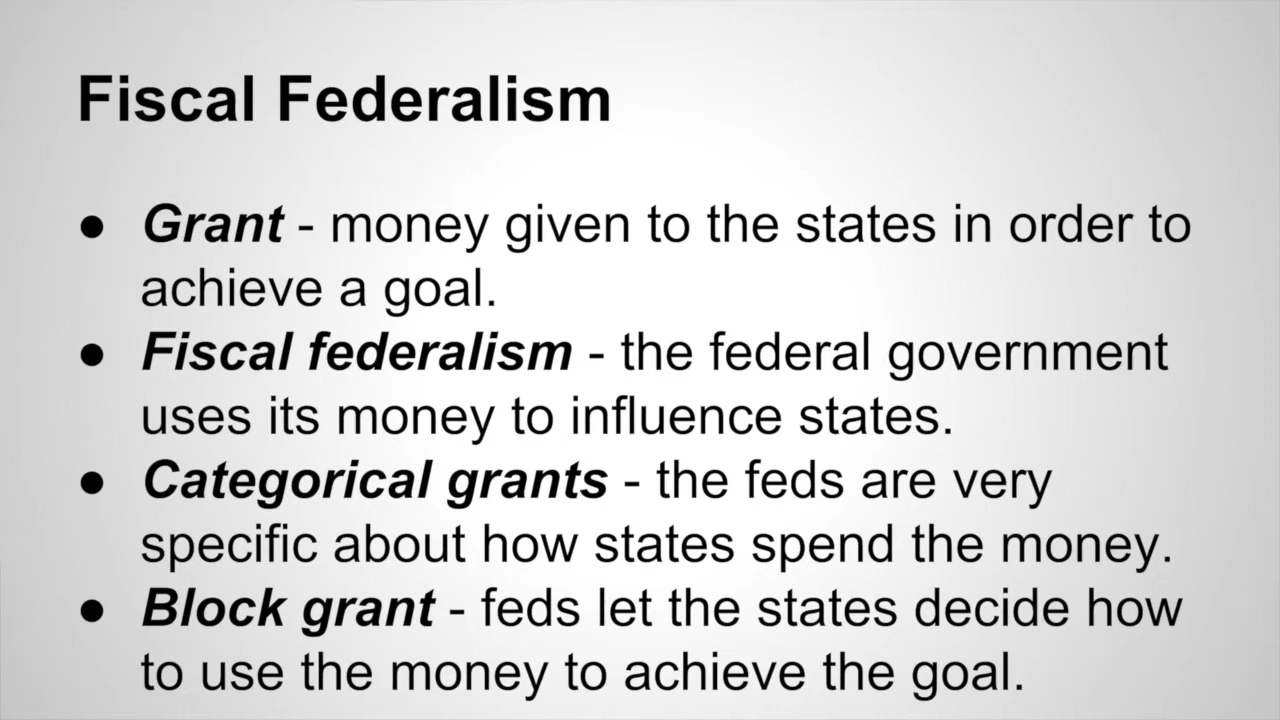 Fiscal Federalism
● Grant - money given to the states in order to
achieve a goal.
● Fiscal federalism - the federal government
uses its money to influence states.
● Categorical grants - the feds are very
specific about how states spend the money.
● Block grant - feds let the states decide how
to use the money to achieve the goal.